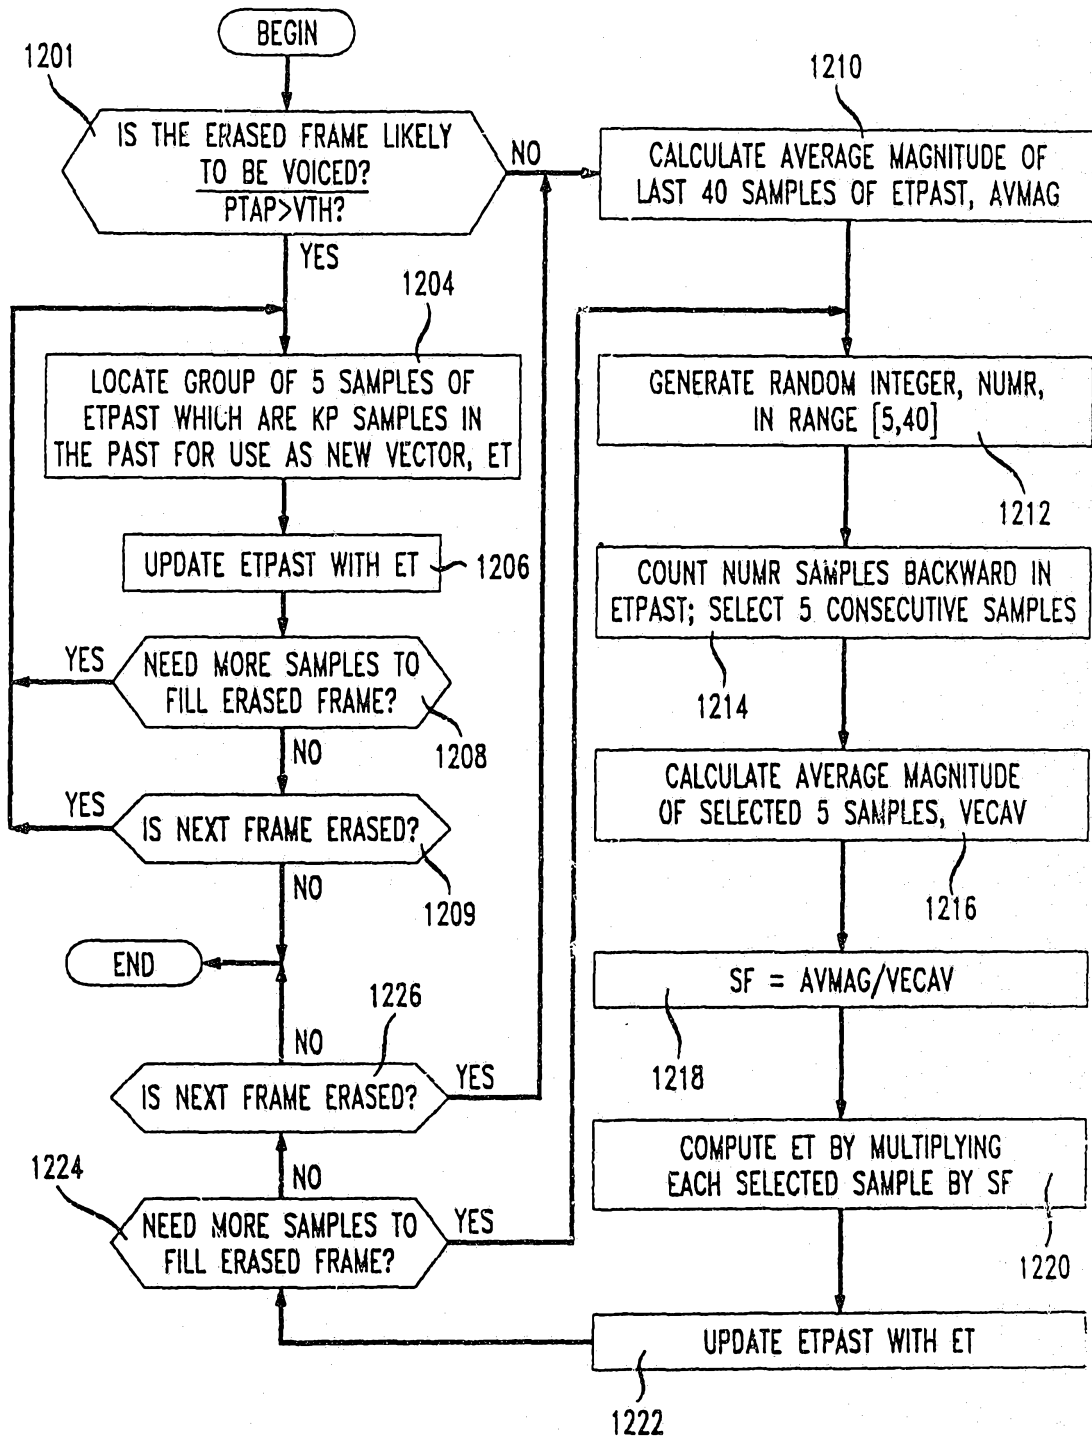 BEGIN
1201
IS THE ERASED FRAME LIKELY
TO BE VOICED?
PTAP>VTH?
NO
YES
1204
LOCATE GROUP OF 5 SAMPLES OF
ETPAST WHICH ARE KP SAMPLES IN
THE PAST FOR USE AS NEW VECTOR, ET
UPDATE ETPAST WITH ET
1206
YES
NEED MORE SAMPLES TO
FILL ERASED FRAME?
1208
NO
YES
IS NEXT FRAME ERASED?
1209
NO
END
1226
NO
IS NEXT FRAME ERASED?
YES
1224
NO
NEED MORE SAMPLES TO
FILL ERASED FRAME?
YES
1210
CALCULATE AVERAGE MAGNITUDE OF
LAST 40 SAMPLES OF ETPAST, AVMAG
GENERATE RANDOM INTEGER, NUMR,
IN RANGE [5,40]
1212
COUNT NUMR SAMPLES BACKWARD IN
ETPAST; SELECT 5 CONSECUTIVE SAMPLES
1214
CALCULATE AVERAGE MAGNITUDE
OF SELECTED 5 SAMPLES, VECAV
1216
SF = AVMAG/VECAV
1218
COMPUTE ET BY MULTIPLYING
EACH SELECTED SAMPLE BY SF
1220
UPDATE ETPAST WITH ET
1222